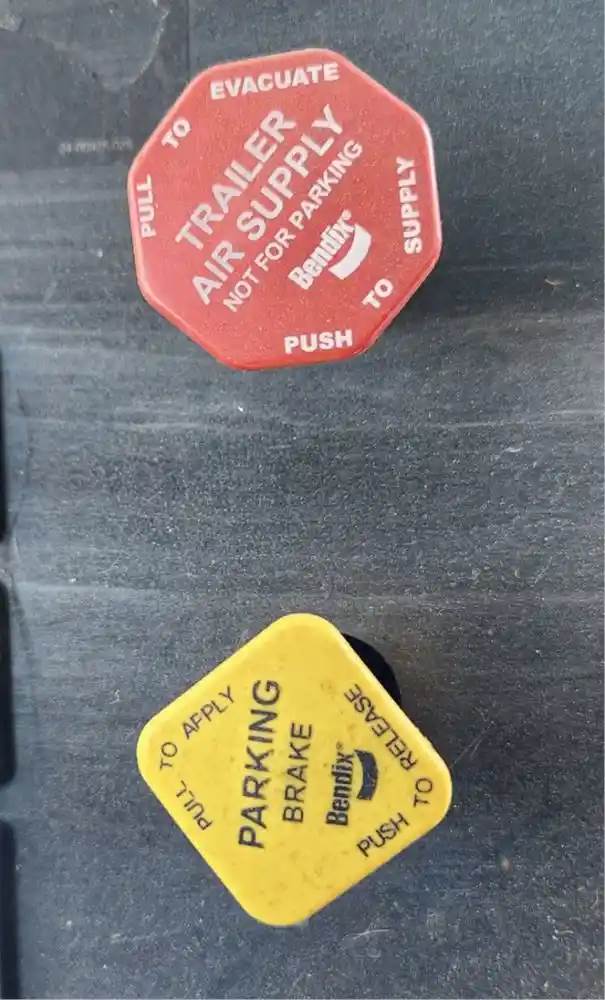 PULL TO EVACUATE
TRAILER
AIR SUPPLY
NOT FOR PARKING
Bendix®
PUSH TO SUPPLY
PULL TO APPLY
PARKING
BRAKE
Bendix®
PUSH TO RELEASE